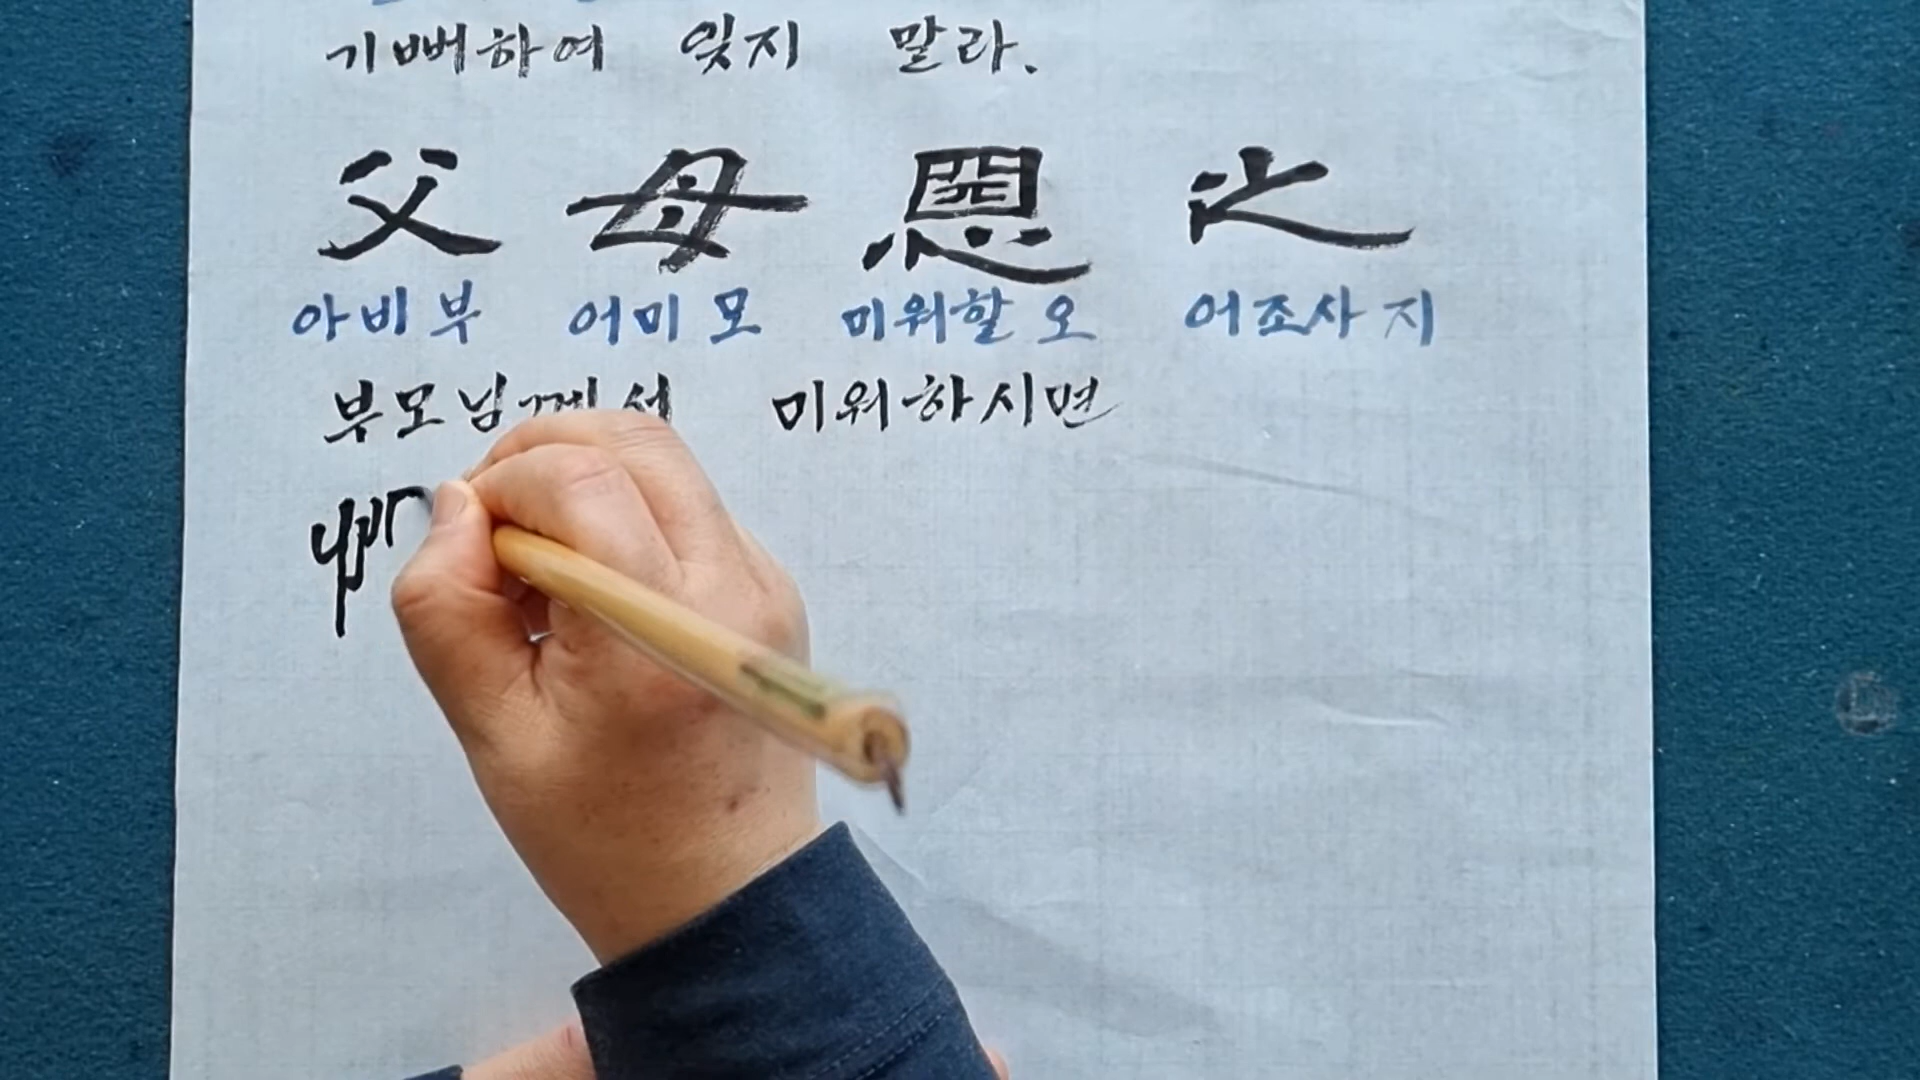 기뻐하여 잊지 말라.
父 母 惡 之
아비 부 어미 모 미워할 오 어조사 지
부모님께서 미워하시면